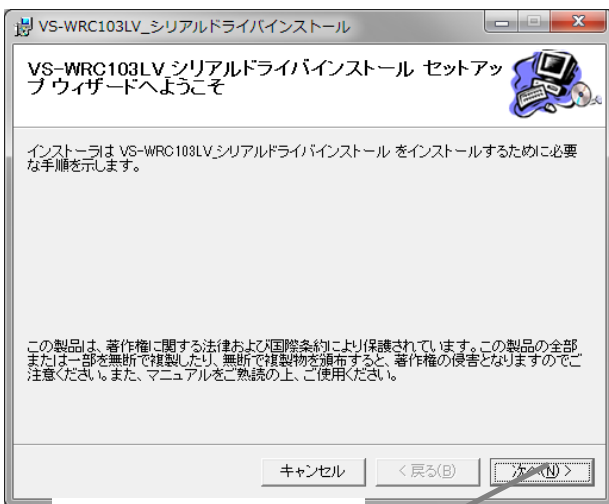 VS-WRC103LV_シリアルドライバインストール
VS-WRC103LV_シリアルドライバインストール セットアッ
プ ウィザードへようこそ
インストーラは VS-WRC103LV_シリアルドライバインストール をインストールするために必要
な手順を示します。
この製品は、著作権に関する法律および国際条約により保護されています。この製品の全部
または一部を無断で複製したり、無断で複製物を頒布すると、著作権の侵害となりますのでご
注意ください。また、マニュアルをご熟読の上、ご使用ください。
キャンセル
< 戻る(B)
次へ(N) >